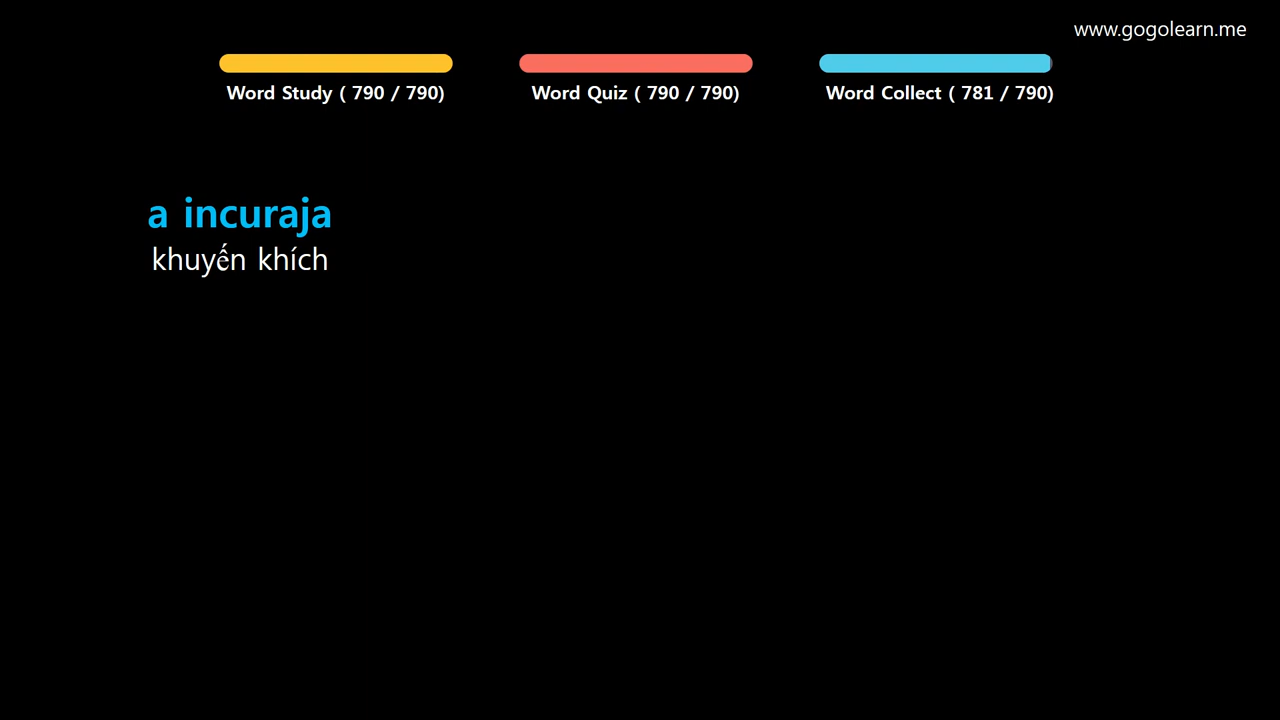 www.gogolearn.me
Word Study ( 790 / 790)
Word Quiz ( 790 / 790)
Word Collect ( 781 / 790)
a incuraja
khuyến khích